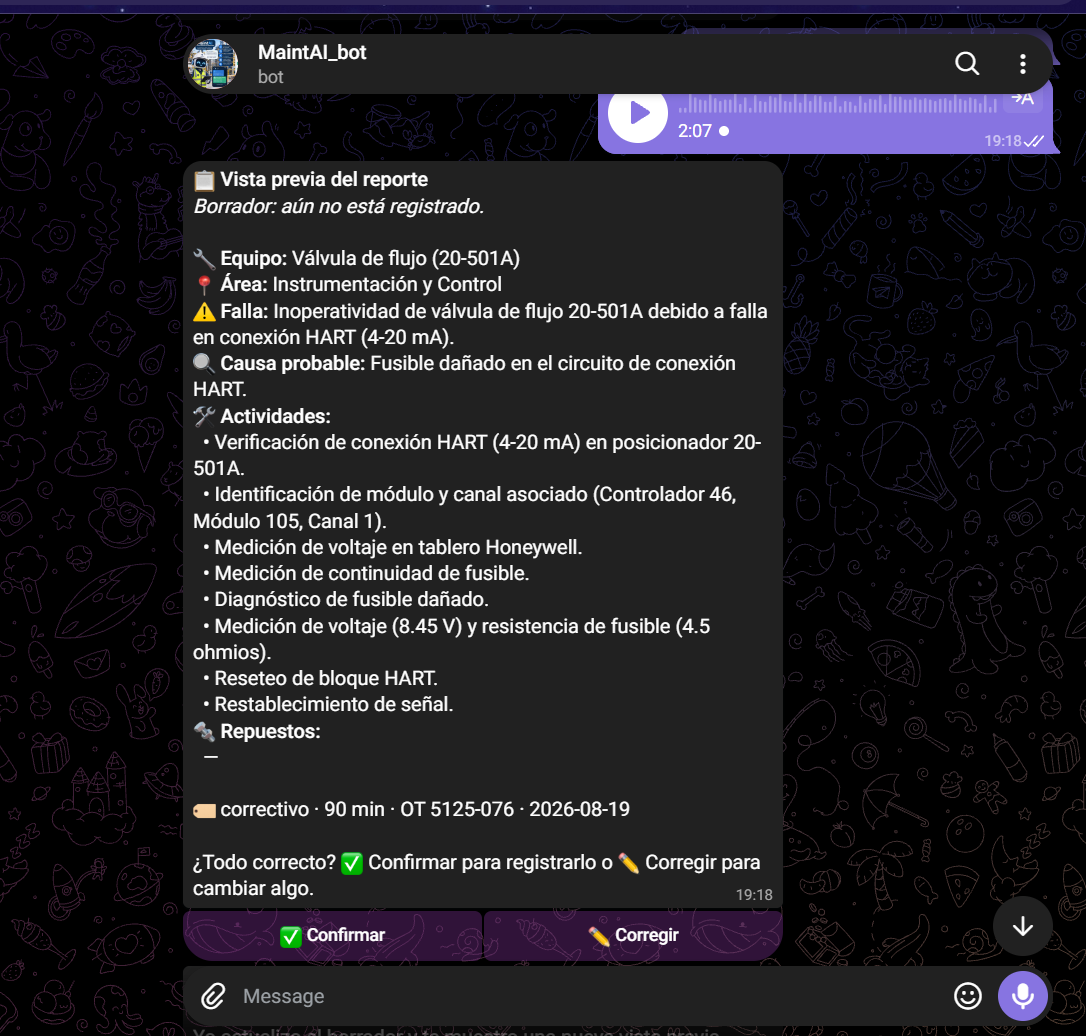 MaintAI_bot
bot
→A
2:07
19:18
📋 Vista previa del reporte
Borrador: aún no está registrado.
🔧 Equipo: Válvula de flujo (20-501A)
📍 Área: Instrumentación y Control
⚠️ Falla: Inoperatividad de válvula de flujo 20-501A debido a falla
en conexión HART (4-20 mA).
🔍 Causa probable: Fusible dañado en el circuito de conexión
HART.
🛠️ Actividades:
• Verificación de conexión HART (4-20 mA) en posicionador 20-
501A.
• Identificación de módulo y canal asociado (Controlador 46,
Módulo 105, Canal 1).
• Medición de voltaje en tablero Honeywell.
• Medición de continuidad de fusible.
• Diagnóstico de fusible dañado.
• Medición de voltaje (8.45 V) y resistencia de fusible (4.5
ohmios).
• Reseteo de bloque HART.
• Restablecimiento de señal.
🔩 Repuestos:
—
🏷️ correctivo · 90 min · OT 5125-076 · 2026-08-19
¿Todo correcto? ✅ Confirmar para registrarlo o ✏️ Corregir para
cambiar algo.
19:18
✅ Confirmar
✏️ Corregir
Message